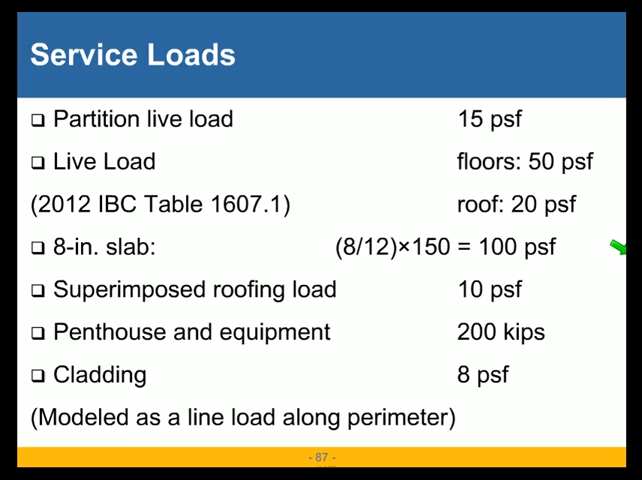 Service Loads
❑ Partition live load 15 psf
❑ Live Load floors: 50 psf
(2012 IBC Table 1607.1) roof: 20 psf
❑ 8-in. slab: (8/12)×150 = 100 psf
❑ Superimposed roofing load 10 psf
❑ Penthouse and equipment 200 kips
❑ Cladding 8 psf
(Modeled as a line load along perimeter)
- 87 -